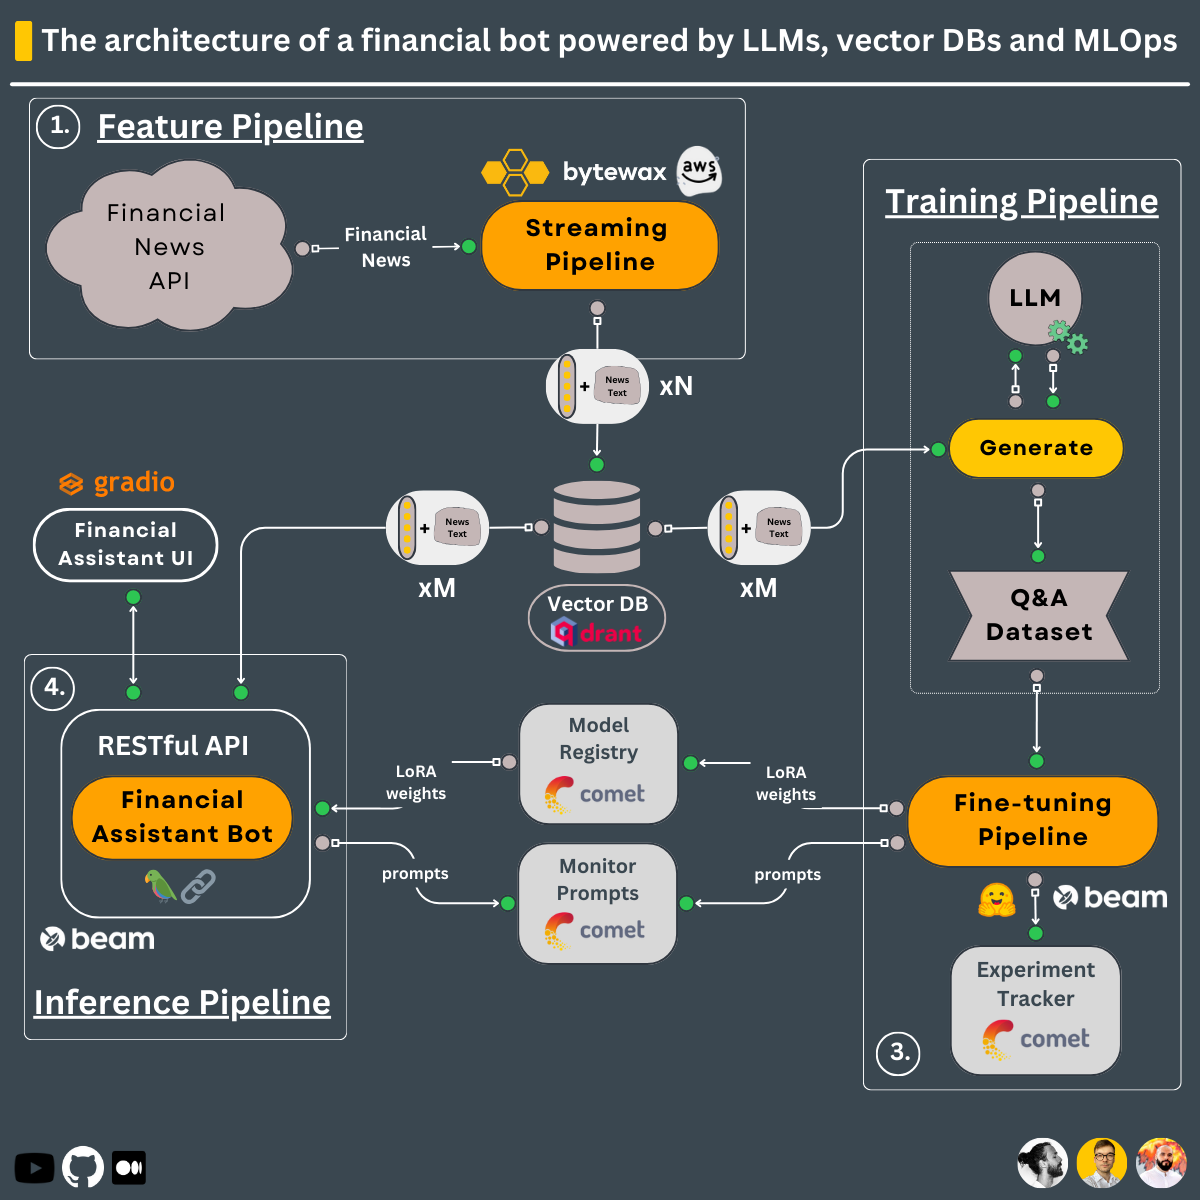 The architecture of a financial bot powered by LLMs, vector DBs and MLOps
1.
Feature Pipeline
Financial
News
API
Financial
News
bytewax
aws
Streaming
Pipeline
+
News
Text
xN
Training Pipeline
LLM
Generate
Q&A
Dataset
gradio
Financial
Assistant UI
+
News
Text
xM
+
News
Text
xM
Vector DB
qdrant
4.
RESTful API
Financial
Assistant Bot
beam
Inference Pipeline
LoRA
weights
prompts
Model
Registry
comet
Monitor
Prompts
comet
LoRA
weights
prompts
Fine-tuning
Pipeline
beam
Experiment
Tracker
comet
3.